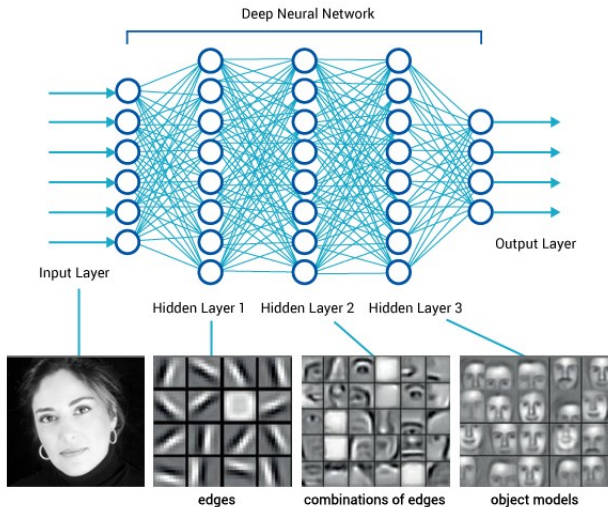 Deep Neural Network
Input Layer
Output Layer
Hidden Layer 1
Hidden Layer 2
Hidden Layer 3
edges
combinations of edges
object models